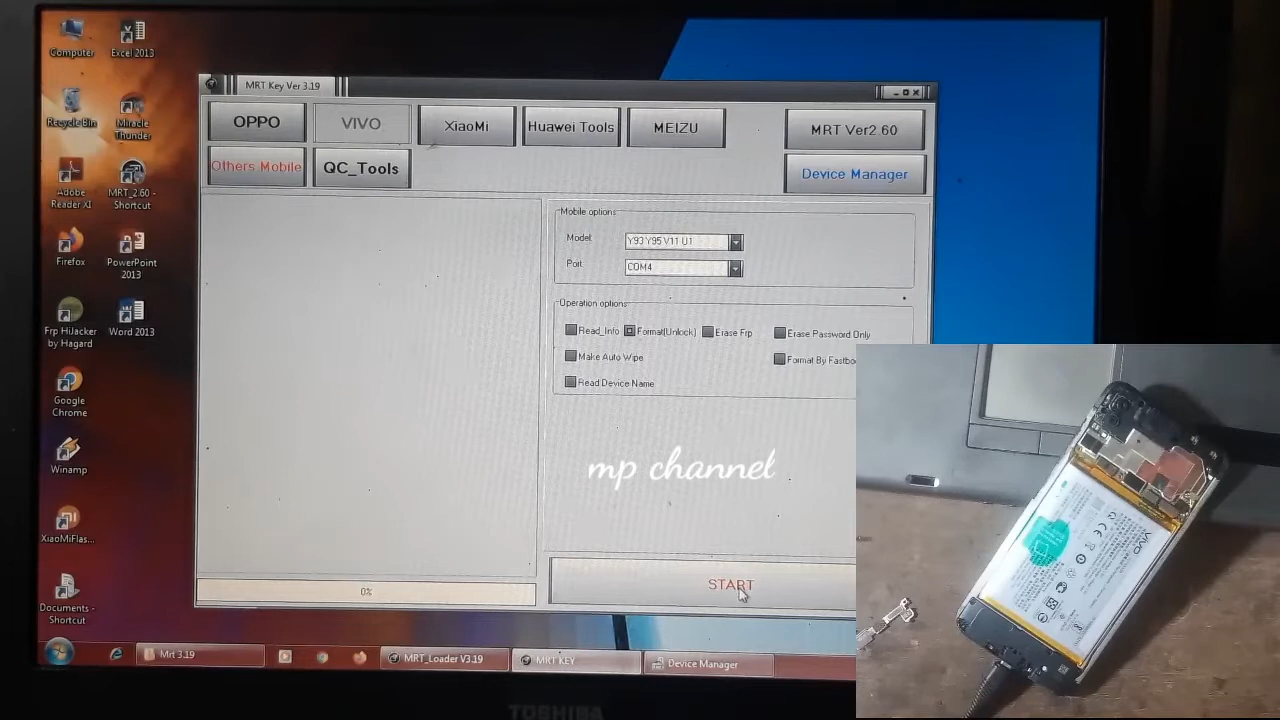 Computer
Excel 2013
Recycle Bin
Miracle
Thunder
Adobe
Reader XI
MRT_2.60 -
Shortcut
Firefox
PowerPoint
2013
Frp HiJacker
by Hagard
Word 2013
Google
Chrome
Winamp
XiaoMiFlas...
Documents -
Shortcut
MRT Key Ver 3.19
OPPO
VIVO
XiaoMi
Huawei Tools
MEIZU
MRT Ver2.60
Others Mobile
QC_Tools
Device Manager
Mobile options
Model:
Y93 Y95 V11 U1
Port:
COM4
Operation options:
Read_Info
Format(Unlock)
Erase Frp
Erase Password Only
Make Auto Wipe
Format By Fastbo
Read Device Name
mp channel
START
0%
Mrt 3.19
MRT_Loader V3.19
MRT KEY
Device Manager
TOSHIBA
vivo